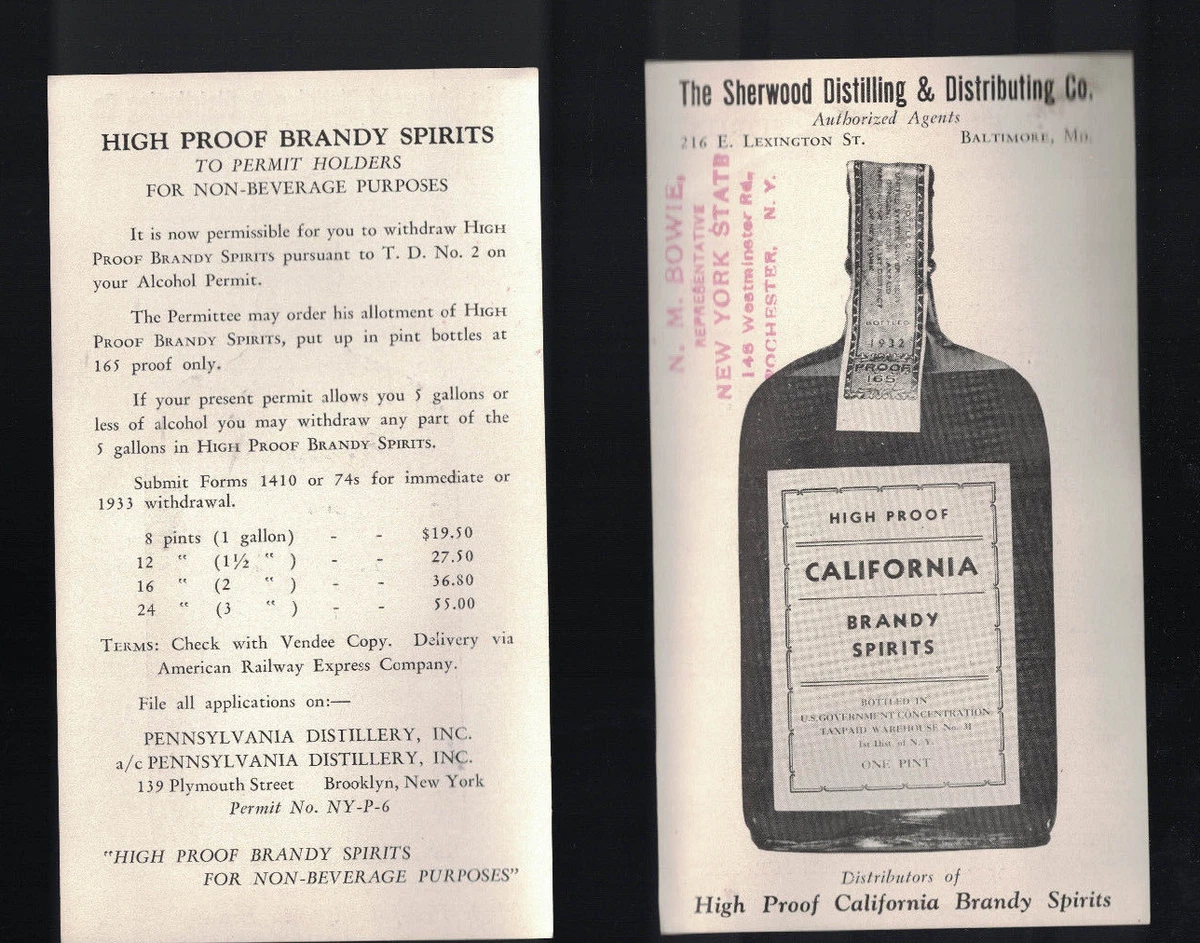 HIGH PROOF BRANDY SPIRITS
TO PERMIT HOLDERS
FOR NON-BEVERAGE PURPOSES
It is now permissible for you to withdraw HIGH
PROOF BRANDY SPIRITS pursuant to T. D. No. 2 on
your Alcohol Permit.
The Permittee may order his allotment of HIGH
PROOF BRANDY SPIRITS, put up in pint bottles at
165 proof only.
If your present permit allows you 5 gallons or
less of alcohol you may withdraw any part of the
5 gallons in HIGH PROOF BRANDY SPIRITS.
Submit Forms 1410 or 74s for immediate or
1933 withdrawal.
8 pints (1 gallon) - - $19.50
12 " (1½ " ) - - 27.50
16 " (2 " ) - - 36.80
24 " (3 " ) - - 55.00
TERMS: Check with Vendee Copy. Delivery via
American Railway Express Company.
File all applications on:—
PENNSYLVANIA DISTILLERY, INC.
a/c PENNSYLVANIA DISTILLERY, INC.
139 Plymouth Street Brooklyn, New York
Permit No. NY-P-6
"HIGH PROOF BRANDY SPIRITS
FOR NON-BEVERAGE PURPOSES"
The Sherwood Distilling & Distributing Co.
Authorized Agents
216 E. LEXINGTON ST. BALTIMORE, MD.
N. M. BOWIE,
REPRESENTATIVE
NEW YORK STATE
148 Westminster Rd.,
ROCHESTER, N. Y.
BOTTLED
1932
PROOF
165
HIGH PROOF
CALIFORNIA
BRANDY
SPIRITS
BOTTLED IN
U.S. GOVERNMENT CONCENTRATION
TAXPAID WAREHOUSE No. 31
1st Dist. of N. Y.
ONE PINT
Distributors of
High Proof California Brandy Spirits